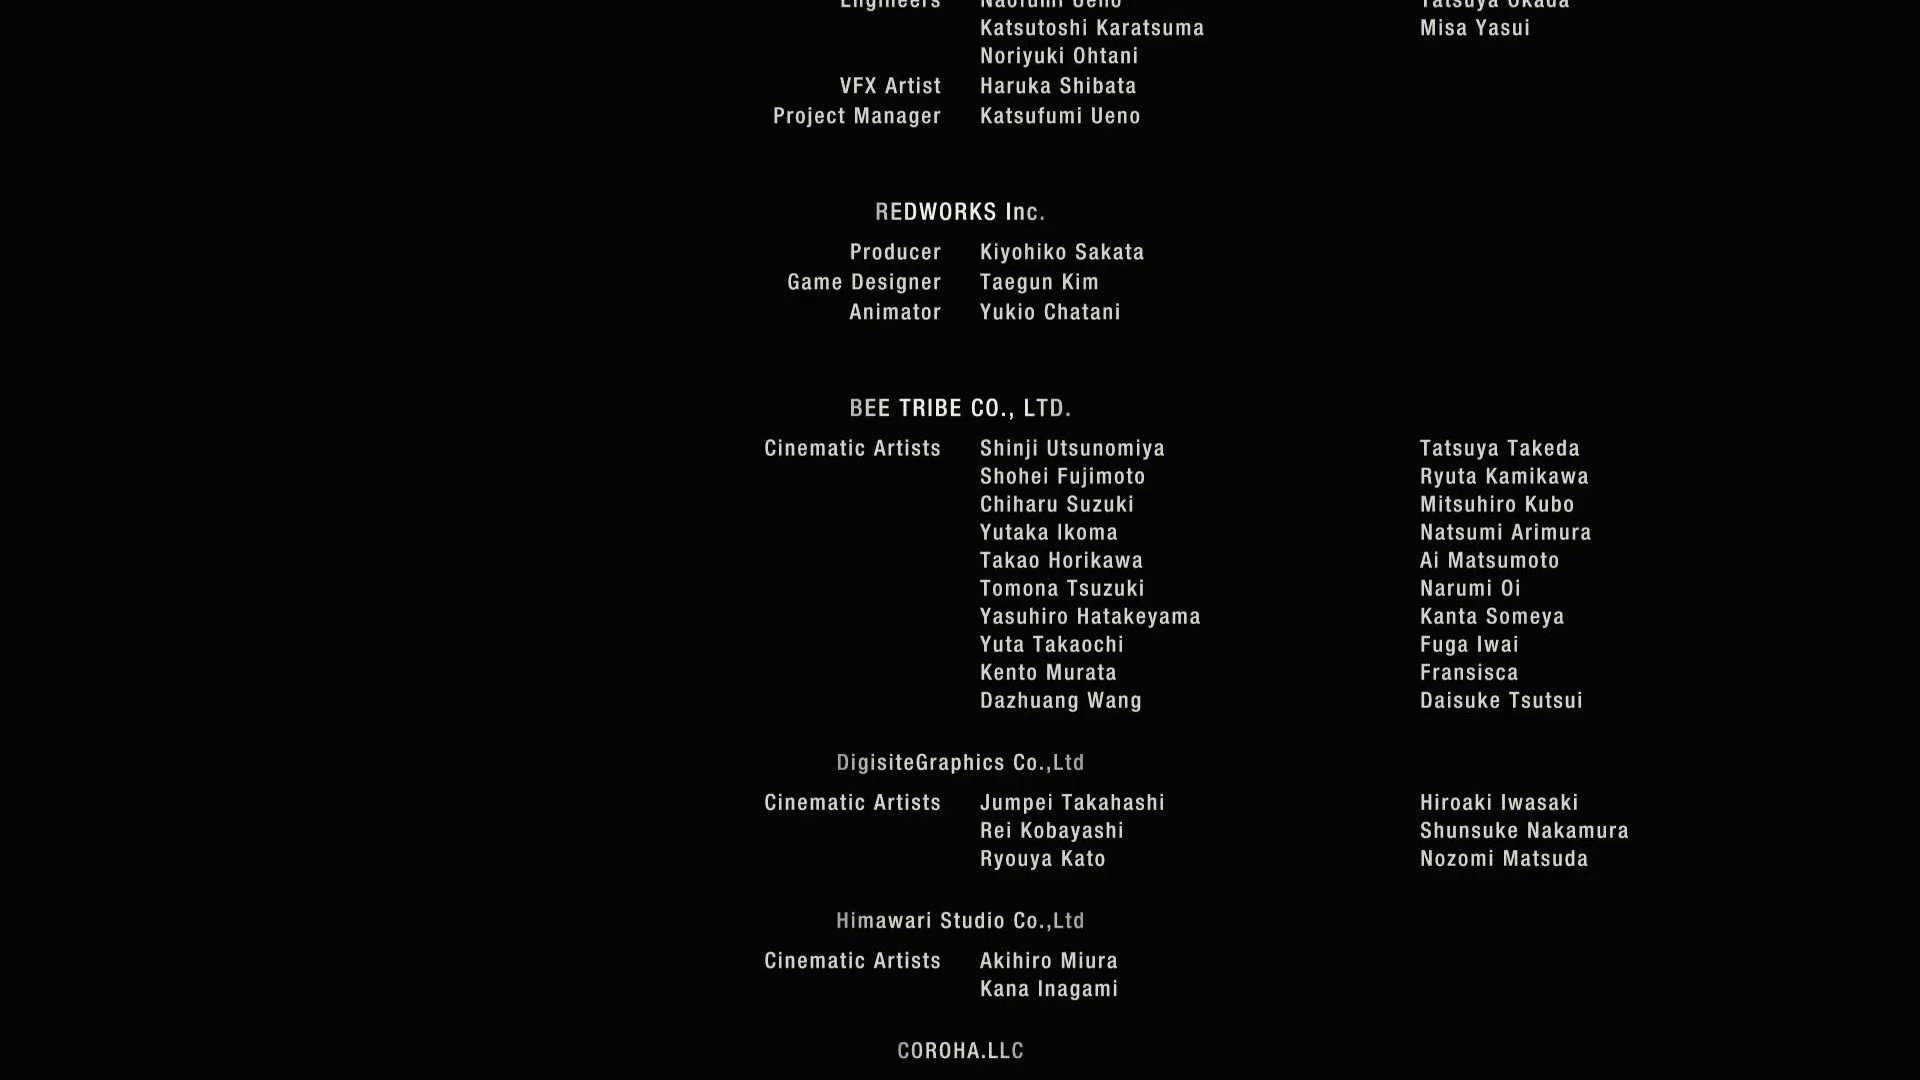 Engineers Naofumi Ueno Tatsuya Okada
Katsutoshi Karatsuma Misa Yasui
Noriyuki Ohtani
VFX Artist Haruka Shibata
Project Manager Katsufumi Ueno
REDWORKS Inc.
Producer Kiyohiko Sakata
Game Designer Taegun Kim
Animator Yukio Chatani
BEE TRIBE CO., LTD.
Cinematic Artists Shinji Utsunomiya Tatsuya Takeda
Shohei Fujimoto Ryuta Kamikawa
Chiharu Suzuki Mitsuhiro Kubo
Yutaka Ikoma Natsumi Arimura
Takao Horikawa Ai Matsumoto
Tomona Tsuzuki Narumi Oi
Yasuhiro Hatakeyama Kanta Someya
Yuta Takaochi Fuga Iwai
Kento Murata Fransisca
Dazhuang Wang Daisuke Tsutsui
DigisiteGraphics Co.,Ltd
Cinematic Artists Jumpei Takahashi Hiroaki Iwasaki
Rei Kobayashi Shunsuke Nakamura
Ryouya Kato Nozomi Matsuda
Himawari Studio Co.,Ltd
Cinematic Artists Akihiro Miura
Kana Inagami
COROHA.LLC